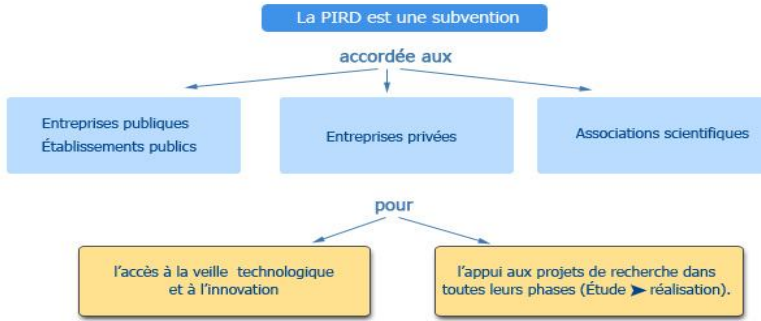 La PIRD est une subvention
accordée aux
Entreprises publiques
Établissements publics
Entreprises privées
Associations scientifiques
pour
l'accès à la veille technologique
et à l'innovation
l'appui aux projets de recherche dans
toutes leurs phases (Étude ➤ réalisation).